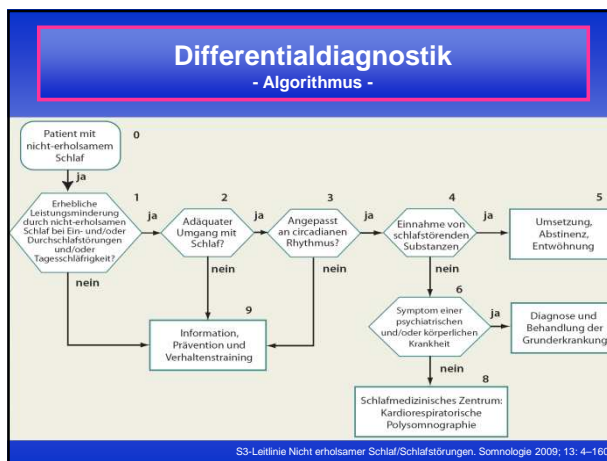 Differentialdiagnostik
- Algorithmus -
Patient mit
nicht-erholsamem
Schlaf
0
ja
1
Erhebliche
Leistungsminderung
durch nicht-erholsamen
Schlaf bei Ein- und/oder
Durchschlafstörungen
und/oder
Tagesschläfrigkeit?
ja
nein
2
Adäquater
Umgang mit
Schlaf?
ja
nein
3
Angepasst
an circadianen
Rhythmus?
ja
nein
4
Einnahme von
schlafstörenden
Substanzen
ja
nein
5
Umsetzung,
Abstinenz,
Entwöhnung
6
Symptom einer
psychiatrischen
und/oder körperlichen
Krankheit
ja
nein
Diagnose und
Behandlung der
Grunderkrankung
9
Information,
Prävention und
Verhaltenstraining
8
Schlafmedizinisches Zentrum:
Kardiorespiratorische
Polysomnographie
S3-Leitlinie Nicht erholsamer Schlaf/Schlafstörungen. Somnologie 2009; 13: 4–160